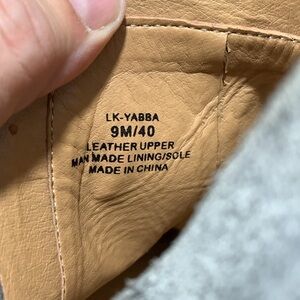 LK-YABBA
9M/40
LEATHER UPPER
MAN MADE LINING/SOLE
MADE IN CHINA